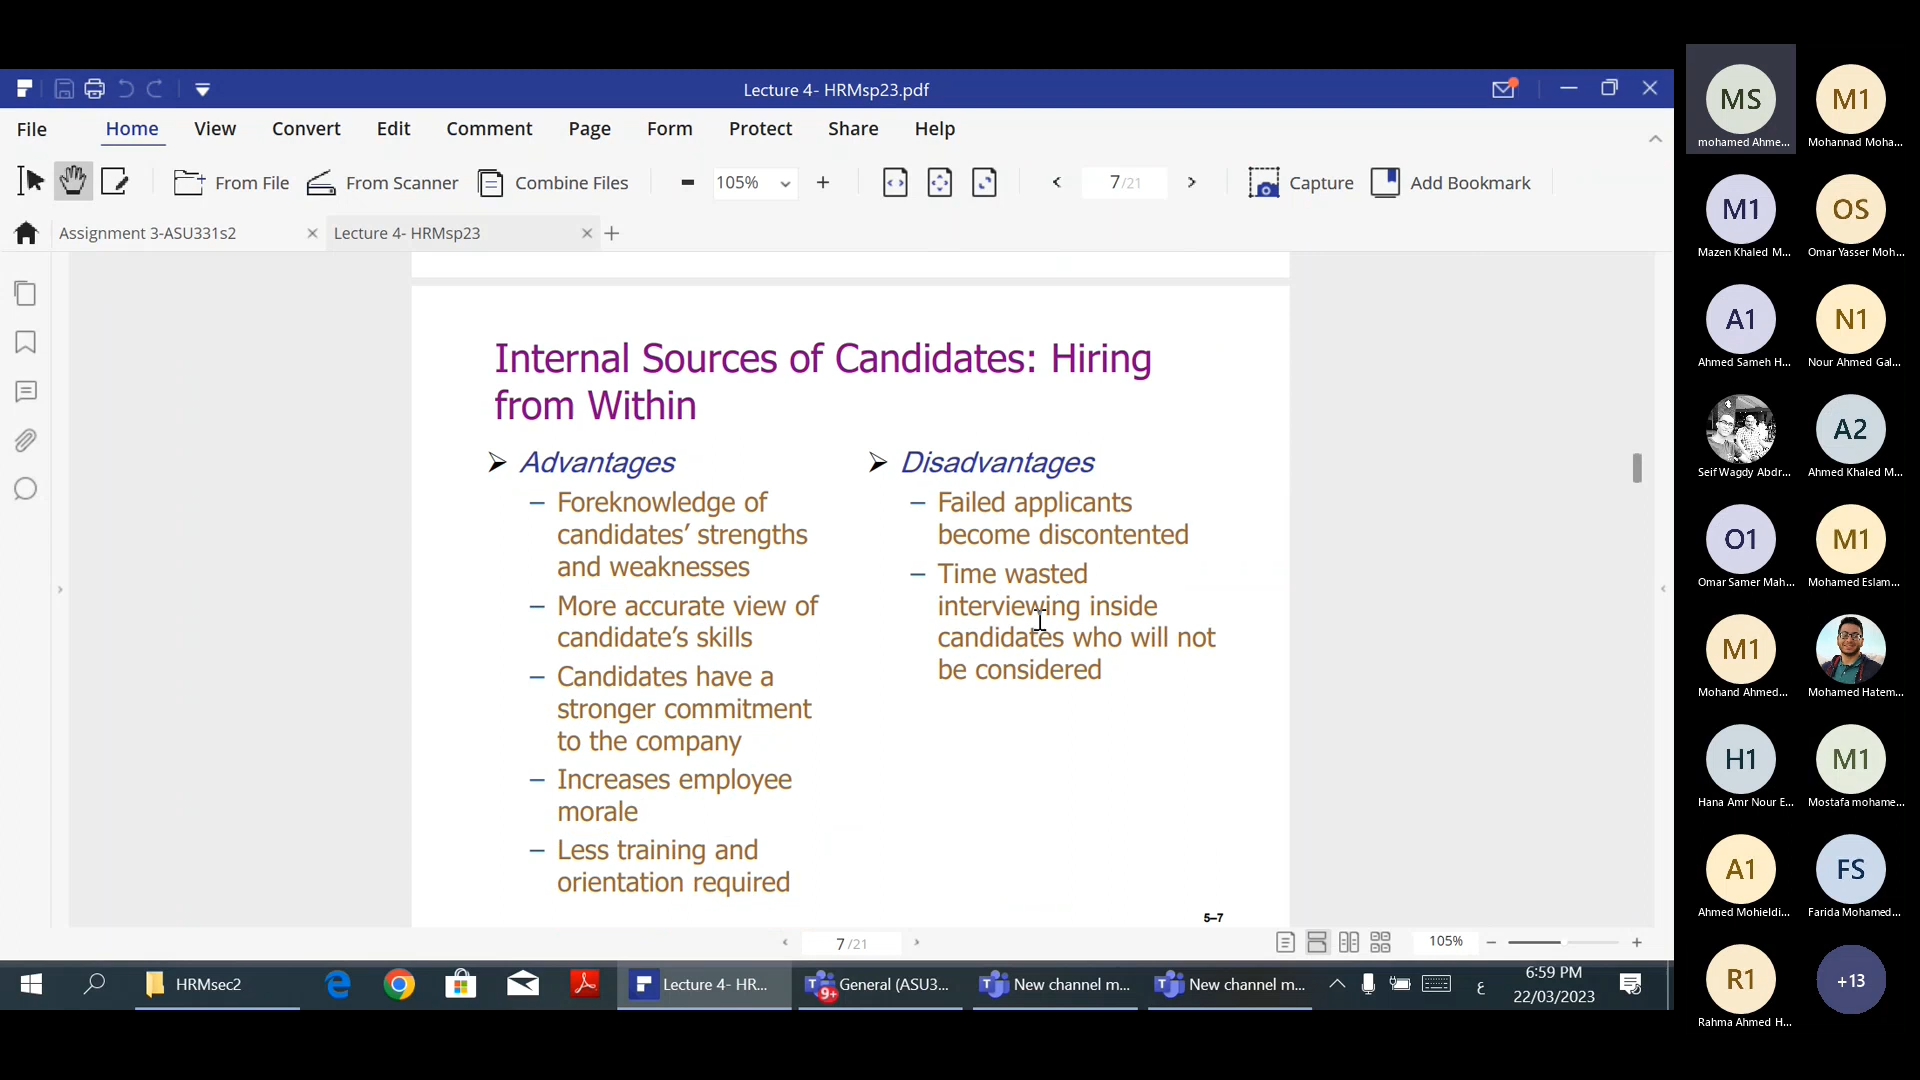 Lecture 4- HRMsp23.pdf
File Home View Convert Edit Comment Page Form Protect Share Help
From File From Scanner Combine Files 105% 7/21 Capture Add Bookmark
Assignment 3-ASU331s2 Lecture 4- HRMsp23
Internal Sources of Candidates: Hiring
from Within
Advantages
– Foreknowledge of
candidates’ strengths
and weaknesses
– More accurate view of
candidate’s skills
– Candidates have a
stronger commitment
to the company
– Increases employee
morale
– Less training and
orientation required
Disadvantages
– Failed applicants
become discontented
– Time wasted
interviewing inside
candidates who will not
be considered
5–7
7 /21
105%
HRMsec2
Lecture 4- HR...
9+
General (ASU3...
New channel m...
New channel m...
ع
6:59 PM
22/03/2023
MS M1
mohamed Ahme... Mohannad Moha...
M1 OS
Mazen Khaled M... Omar Yasser Moh...
A1 N1
Ahmed Sameh H... Nour Ahmed Gal...
A2
Seif Wagdy Abdr... Ahmed Khaled M...
O1 M1
Omar Samer Mah... Mohamed Eslam...
M1
Mohand Ahmed... Mohamed Hatem...
H1 M1
Hana Amr Nour E... Mostafa mohame...
A1 FS
Ahmed Mohieldi... Farida Mohamed...
R1 +13
Rahma Ahmed H...